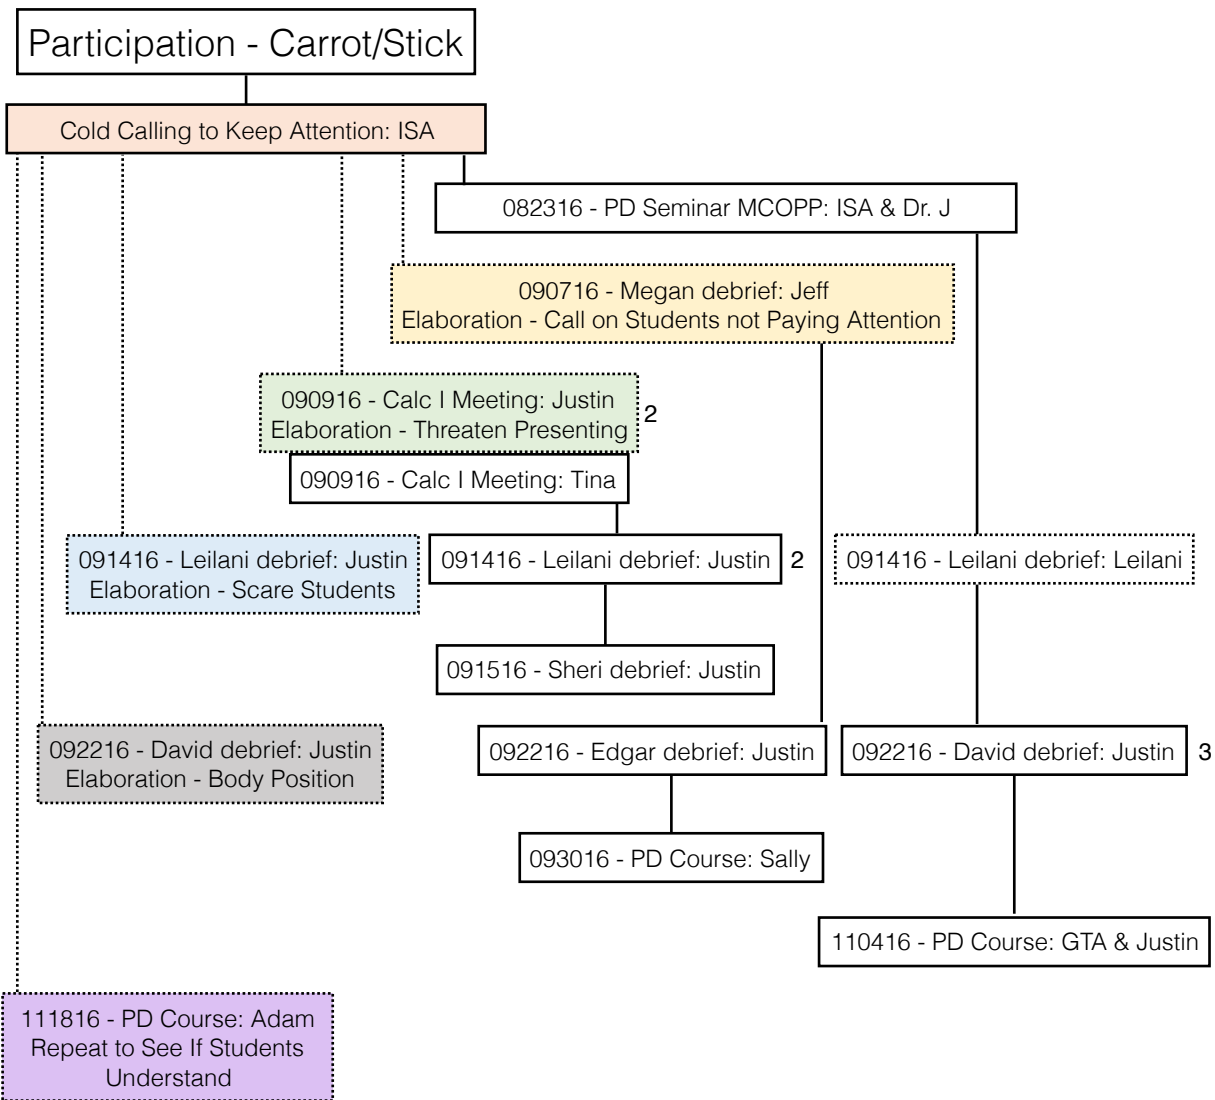 Participation - Carrot/Stick
Cold Calling to Keep Attention: ISA
082316 - PD Seminar MCOPP: ISA & Dr. J
090716 - Megan debrief: Jeff
Elaboration - Call on Students not Paying Attention
090916 - Calc I Meeting: Justin
Elaboration - Threaten Presenting
2
090916 - Calc I Meeting: Tina
091416 - Leilani debrief: Justin
Elaboration - Scare Students
091416 - Leilani debrief: Justin
2
091416 - Leilani debrief: Leilani
091516 - Sheri debrief: Justin
092216 - David debrief: Justin
Elaboration - Body Position
092216 - Edgar debrief: Justin
092216 - David debrief: Justin
3
093016 - PD Course: Sally
110416 - PD Course: GTA & Justin
111816 - PD Course: Adam
Repeat to See If Students
Understand